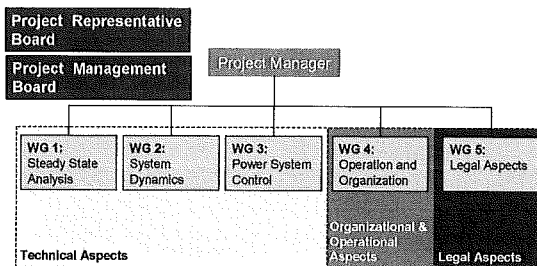 Project Representative
Board
Project Management
Board
Project Manager
WG 1:
Steady State
Analysis
WG 2:
System
Dynamics
WG 3:
Power System
Control
WG 4:
Operation and
Organization
WG 5:
Legal Aspects
Technical Aspects
Organizational &
Operational
Aspects
Legal Aspects